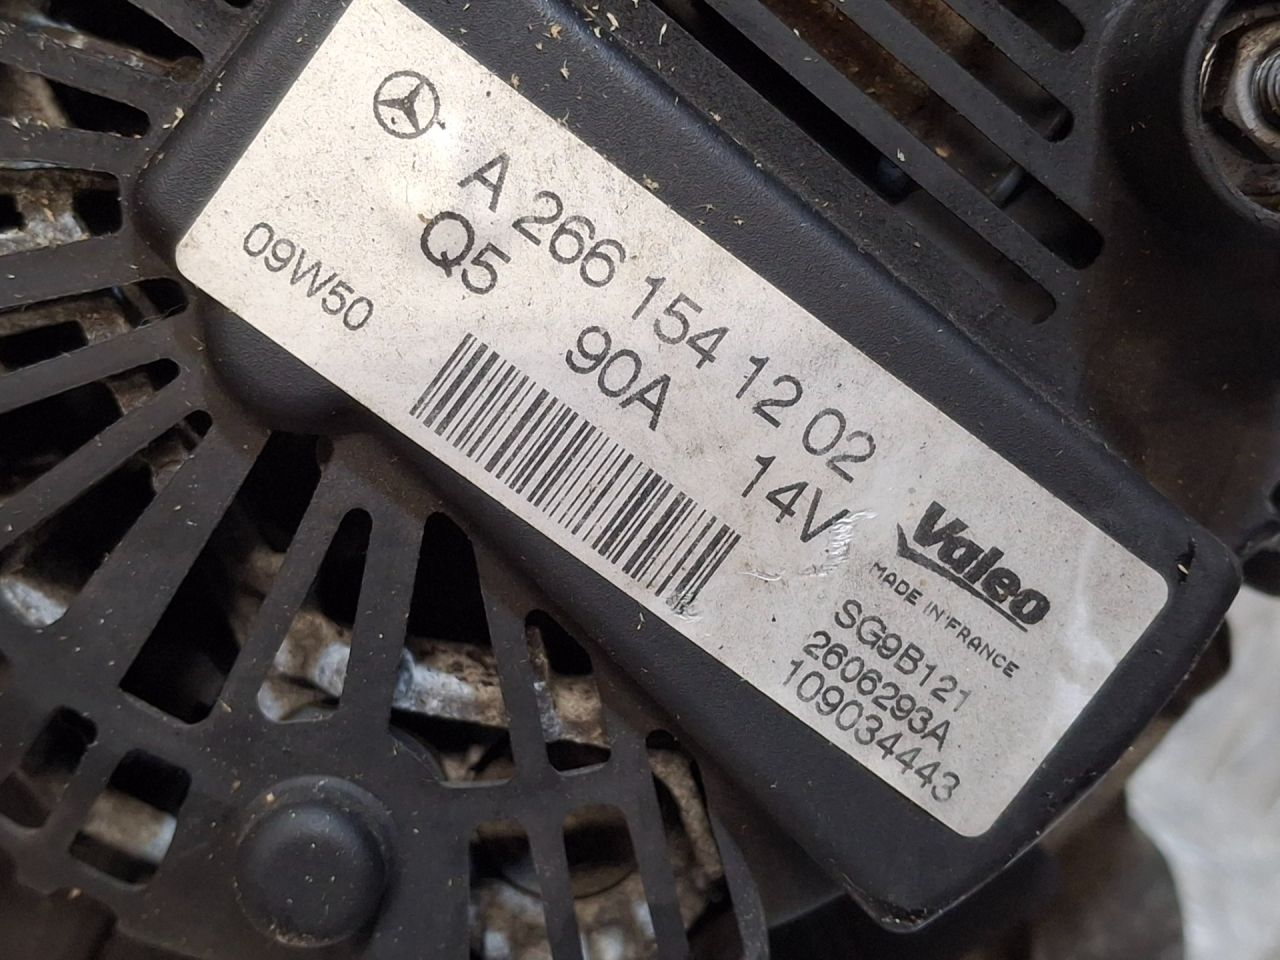 A 266 154 12 02
Q5 90A 14V
09W50
Valeo
MADE IN FRANCE
SG9B121
2606293A
109034443